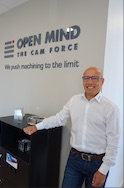 OPEN MIND
THE CAM FORCE
We push machining to the limit